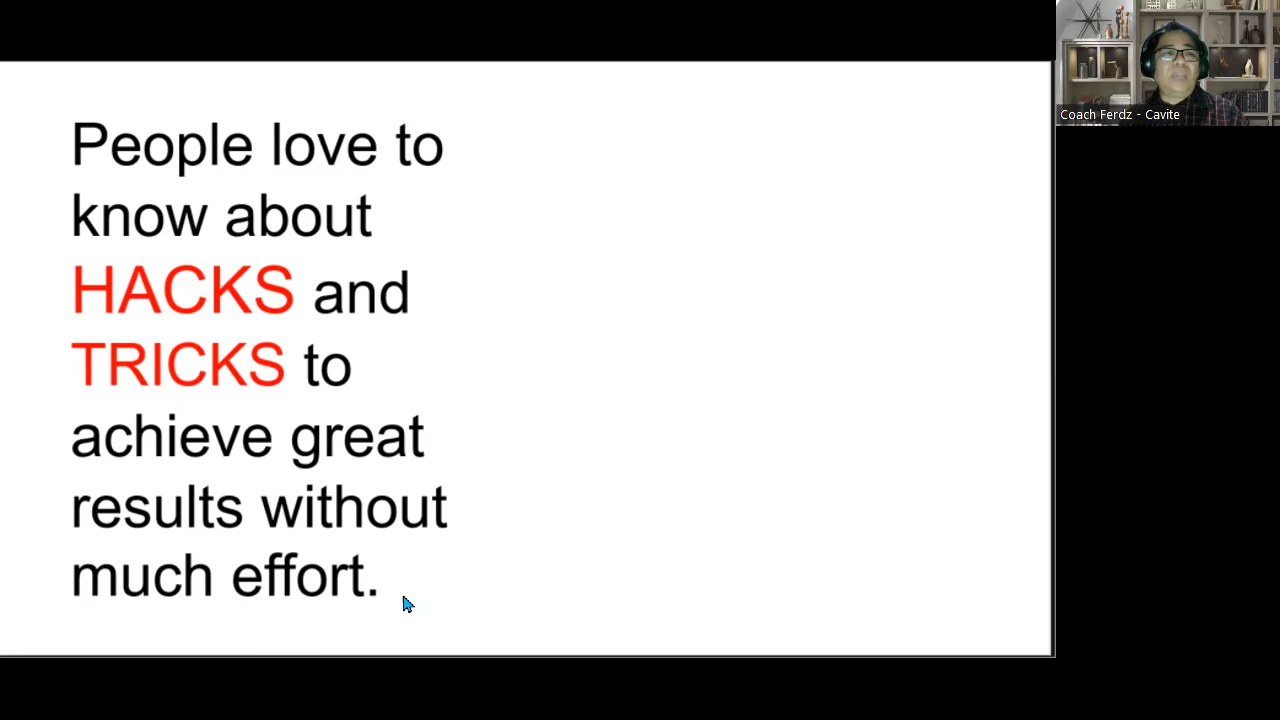 People love to
know about
HACKS and
TRICKS to
achieve great
results without
much effort.
Coach Ferdz - Cavite